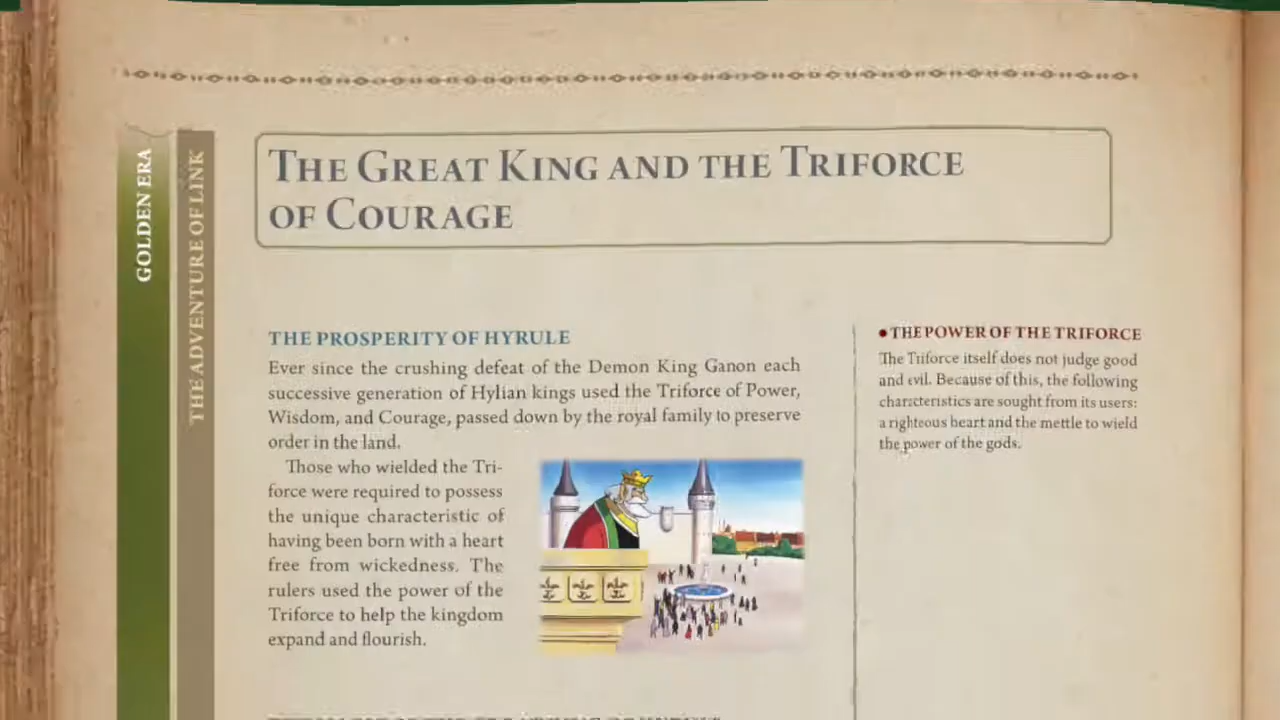 GOLDEN ERA
THE ADVENTURE OF LINK
THE GREAT KING AND THE TRIFORCE
OF COURAGE
THE PROSPERITY OF HYRULE
Ever since the crushing defeat of the Demon King Ganon each
successive generation of Hylian kings used the Triforce of Power,
Wisdom, and Courage, passed down by the royal family to preserve
order in the land.
Those who wielded the Tri-
force were required to possess
the unique characteristic of
having been born with a heart
free from wickedness. The
rulers used the power of the
Triforce to help the kingdom
expand and flourish.
• THE POWER OF THE TRIFORCE
The Triforce itself does not judge good
and evil. Because of this, the following
characteristics are sought from its users:
a righteous heart and the mettle to wield
the power of the gods.